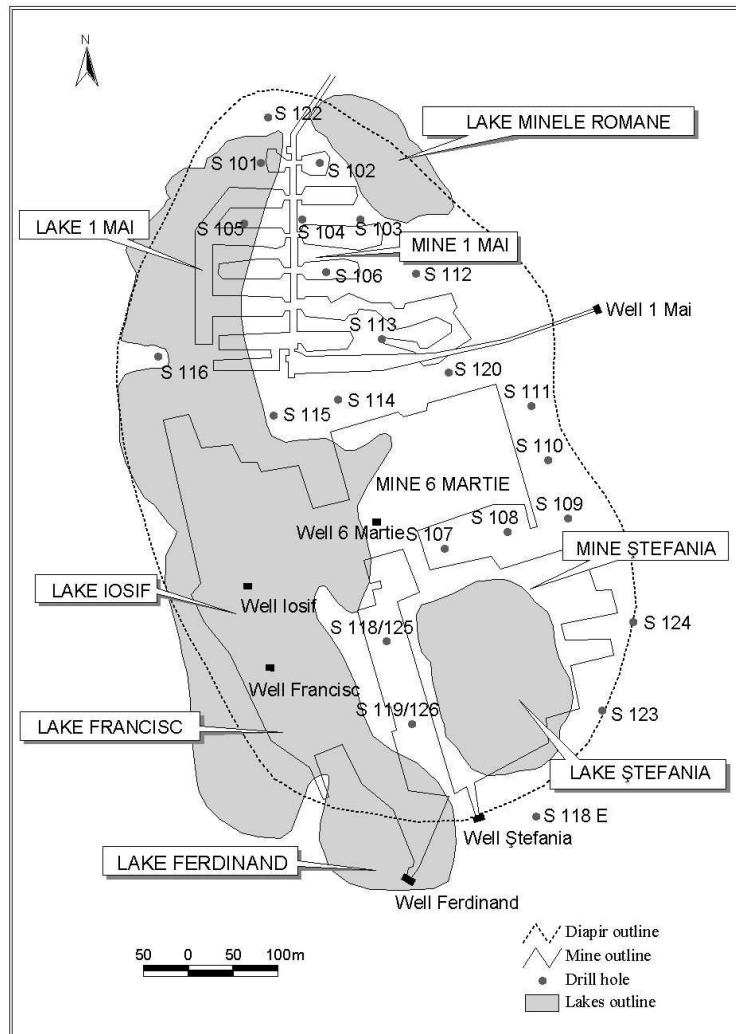 N
S 122
LAKE MINELE ROMANE
S 101
S 102
LAKE 1 MAI
S 105
S 104
S 103
MINE 1 MAI
S 106
S 112
Well 1 Mai
S 113
S 116
S 120
S 114
S 111
S 115
S 110
MINE 6 MARTIE
S 109
S 108
Well 6 Martie
S 107
MINE ŞTEFANIA
LAKE IOSIF
Well Iosif
S 124
S 118/125
Well Francisc
S 119/126
S 123
LAKE FRANCISC
LAKE ŞTEFANIA
S 118 E
Well Ştefania
LAKE FERDINAND
Well Ferdinand
Diapir outline
Mine outline
Drill hole
Lakes outline
50 0 50 100m